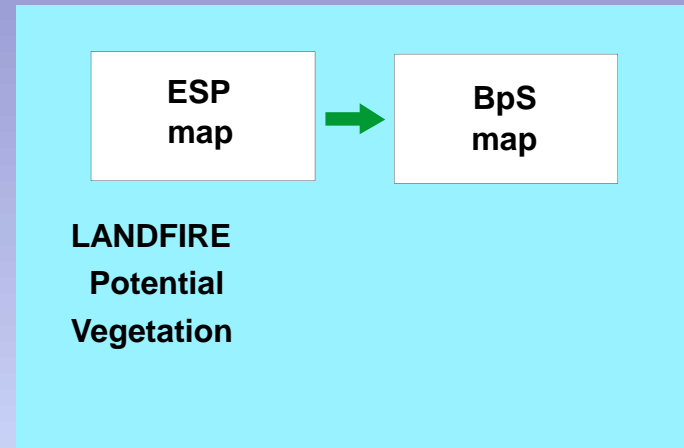 ESP
map
BpS
map
LANDFIRE
Potential
Vegetation